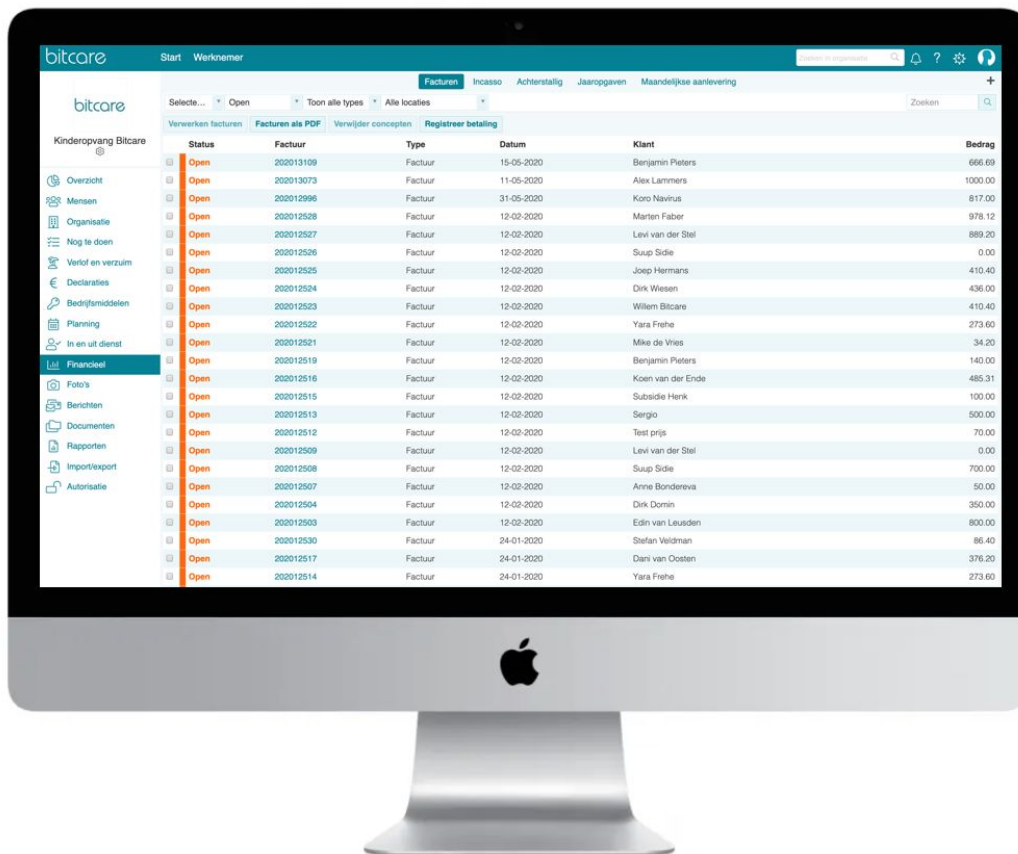 bitcare Start Werknemer Zoeken in organisatie ?
Facturen Incasso Achterstallig Jaaropgaven Maandelijkse aanlevering +
bitcare
Selecte... Open Toon alle types Alle locaties Zoeken
Verwerken facturen Facturen als PDF Verwijder concepten Registreer betaling
Kinderopvang Bitcare
Overzicht
Mensen
Organisatie
Nog te doen
Verlof en verzuim
Declaraties
Bedrijfsmiddelen
Planning
In en uit dienst
Financieel
Foto's
Berichten
Documenten
Rapporten
Import/export
Autorisatie
Status Factuur Type Datum Klant Bedrag
Open 202013109 Factuur 15-05-2020 Benjamin Pieters 666.69
Open 202013073 Factuur 11-05-2020 Alex Lammers 1000.00
Open 202012996 Factuur 31-05-2020 Koro Navirus 817.00
Open 202012528 Factuur 12-02-2020 Marten Faber 978.12
Open 202012527 Factuur 12-02-2020 Levi van der Stel 889.20
Open 202012526 Factuur 12-02-2020 Suup Sidie 0.00
Open 202012525 Factuur 12-02-2020 Joep Hermans 410.40
Open 202012524 Factuur 12-02-2020 Dirk Wiesen 436.00
Open 202012523 Factuur 12-02-2020 Willem Bitcare 410.40
Open 202012522 Factuur 12-02-2020 Yara Frehe 273.60
Open 202012521 Factuur 12-02-2020 Mike de Vries 34.20
Open 202012519 Factuur 12-02-2020 Benjamin Pieters 140.00
Open 202012516 Factuur 12-02-2020 Koen van der Ende 485.31
Open 202012515 Factuur 12-02-2020 Subsidie Henk 100.00
Open 202012513 Factuur 12-02-2020 Sergio 500.00
Open 202012512 Factuur 12-02-2020 Test prijs 70.00
Open 202012509 Factuur 12-02-2020 Levi van der Stel 0.00
Open 202012508 Factuur 12-02-2020 Suup Sidie 700.00
Open 202012507 Factuur 12-02-2020 Anne Bondereva 50.00
Open 202012504 Factuur 12-02-2020 Dirk Domin 350.00
Open 202012503 Factuur 12-02-2020 Edin van Leusden 800.00
Open 202012530 Factuur 24-01-2020 Stefan Veldman 86.40
Open 202012517 Factuur 24-01-2020 Dani van Oosten 376.20
Open 202012514 Factuur 24-01-2020 Yara Frehe 273.60